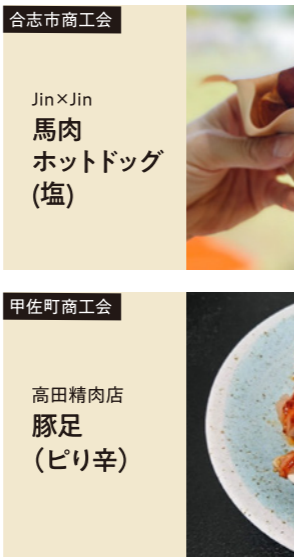 合志市商工会
Jin×Jin
馬肉
ホットドッグ
(塩)
甲佐町商工会
高田精肉店
豚足
（ピり辛）